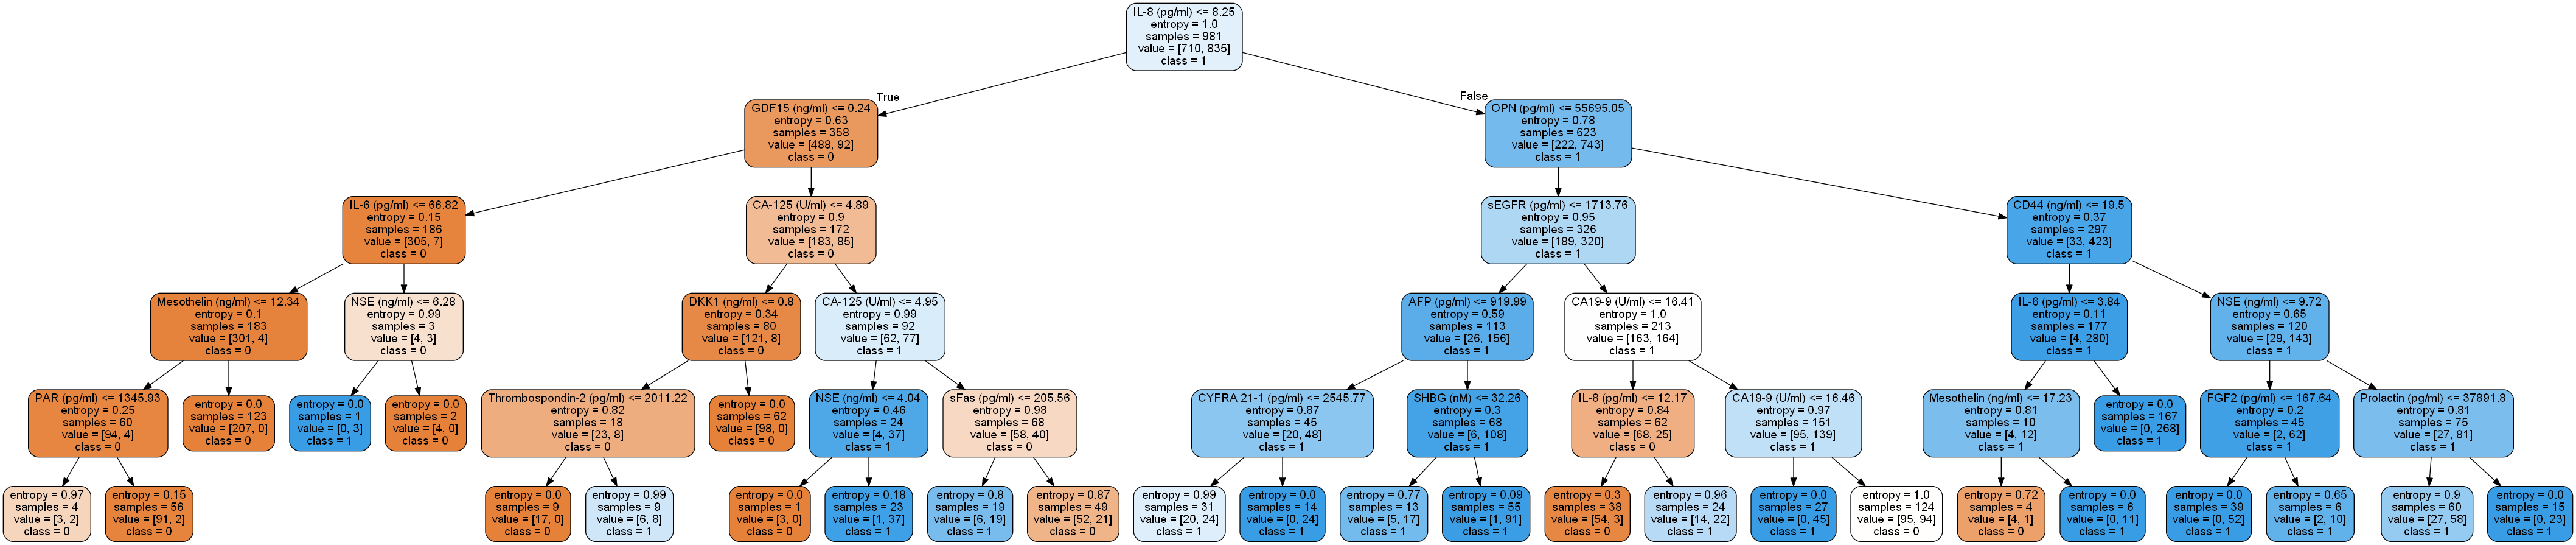 IL-8 (pg/ml) <= 8.25
entropy = 1.0
samples = 981
value = [710, 835]
class = 1
True
False
GDF15 (ng/ml) <= 0.24
entropy = 0.63
samples = 358
value = [488, 92]
class = 0
OPN (pg/ml) <= 55695.05
entropy = 0.78
samples = 623
value = [222, 743]
class = 1
IL-6 (pg/ml) <= 66.82
entropy = 0.15
samples = 186
value = [305, 7]
class = 0
CA-125 (U/ml) <= 4.89
entropy = 0.9
samples = 172
value = [183, 85]
class = 0
sEGFR (pg/ml) <= 1713.76
entropy = 0.95
samples = 326
value = [189, 320]
class = 1
CD44 (ng/ml) <= 19.5
entropy = 0.37
samples = 297
value = [33, 423]
class = 1
Mesothelin (ng/ml) <= 12.34
entropy = 0.1
samples = 183
value = [301, 4]
class = 0
NSE (ng/ml) <= 6.28
entropy = 0.99
samples = 3
value = [4, 3]
class = 0
DKK1 (ng/ml) <= 0.8
entropy = 0.34
samples = 80
value = [121, 8]
class = 0
CA-125 (U/ml) <= 4.95
entropy = 0.99
samples = 92
value = [62, 77]
class = 1
AFP (pg/ml) <= 919.99
entropy = 0.59
samples = 113
value = [26, 156]
class = 1
CA19-9 (U/ml) <= 16.41
entropy = 1.0
samples = 213
value = [163, 164]
class = 1
IL-6 (pg/ml) <= 3.84
entropy = 0.11
samples = 177
value = [4, 280]
class = 1
NSE (ng/ml) <= 9.72
entropy = 0.65
samples = 120
value = [29, 143]
class = 1
PAR (pg/ml) <= 1345.93
entropy = 0.25
samples = 60
value = [94, 4]
class = 0
entropy = 0.0
samples = 123
value = [207, 0]
class = 0
entropy = 0.0
samples = 1
value = [0, 3]
class = 1
entropy = 0.0
samples = 2
value = [4, 0]
class = 0
Thrombospondin-2 (pg/ml) <= 2011.22
entropy = 0.82
samples = 18
value = [23, 8]
class = 0
entropy = 0.0
samples = 62
value = [98, 0]
class = 0
NSE (ng/ml) <= 4.04
entropy = 0.46
samples = 24
value = [4, 37]
class = 1
sFas (pg/ml) <= 205.56
entropy = 0.98
samples = 68
value = [58, 40]
class = 0
CYFRA 21-1 (pg/ml) <= 2545.77
entropy = 0.87
samples = 45
value = [20, 48]
class = 1
SHBG (nM) <= 32.26
entropy = 0.3
samples = 68
value = [6, 108]
class = 1
IL-8 (pg/ml) <= 12.17
entropy = 0.84
samples = 62
value = [68, 25]
class = 0
CA19-9 (U/ml) <= 16.46
entropy = 0.97
samples = 151
value = [95, 139]
class = 1
Mesothelin (ng/ml) <= 17.23
entropy = 0.81
samples = 10
value = [4, 12]
class = 1
entropy = 0.0
samples = 167
value = [0, 268]
class = 1
FGF2 (pg/ml) <= 167.64
entropy = 0.2
samples = 45
value = [2, 62]
class = 1
Prolactin (pg/ml) <= 37891.8
entropy = 0.81
samples = 75
value = [27, 81]
class = 1
entropy = 0.97
samples = 4
value = [3, 2]
class = 0
entropy = 0.15
samples = 56
value = [91, 2]
class = 0
entropy = 0.0
samples = 9
value = [17, 0]
class = 0
entropy = 0.99
samples = 9
value = [6, 8]
class = 1
entropy = 0.0
samples = 1
value = [3, 0]
class = 0
entropy = 0.18
samples = 23
value = [1, 37]
class = 1
entropy = 0.8
samples = 19
value = [6, 19]
class = 1
entropy = 0.87
samples = 49
value = [52, 21]
class = 0
entropy = 0.99
samples = 31
value = [20, 24]
class = 1
entropy = 0.0
samples = 14
value = [0, 24]
class = 1
entropy = 0.77
samples = 13
value = [5, 17]
class = 1
entropy = 0.09
samples = 55
value = [1, 91]
class = 1
entropy = 0.3
samples = 38
value = [54, 3]
class = 0
entropy = 0.96
samples = 24
value = [14, 22]
class = 1
entropy = 0.0
samples = 27
value = [0, 45]
class = 1
entropy = 1.0
samples = 124
value = [95, 94]
class = 0
entropy = 0.72
samples = 4
value = [4, 1]
class = 0
entropy = 0.0
samples = 6
value = [0, 11]
class = 1
entropy = 0.0
samples = 39
value = [0, 52]
class = 1
entropy = 0.65
samples = 6
value = [2, 10]
class = 1
entropy = 0.9
samples = 60
value = [27, 58]
class = 1
entropy = 0.0
samples = 15
value = [0, 23]
class = 1